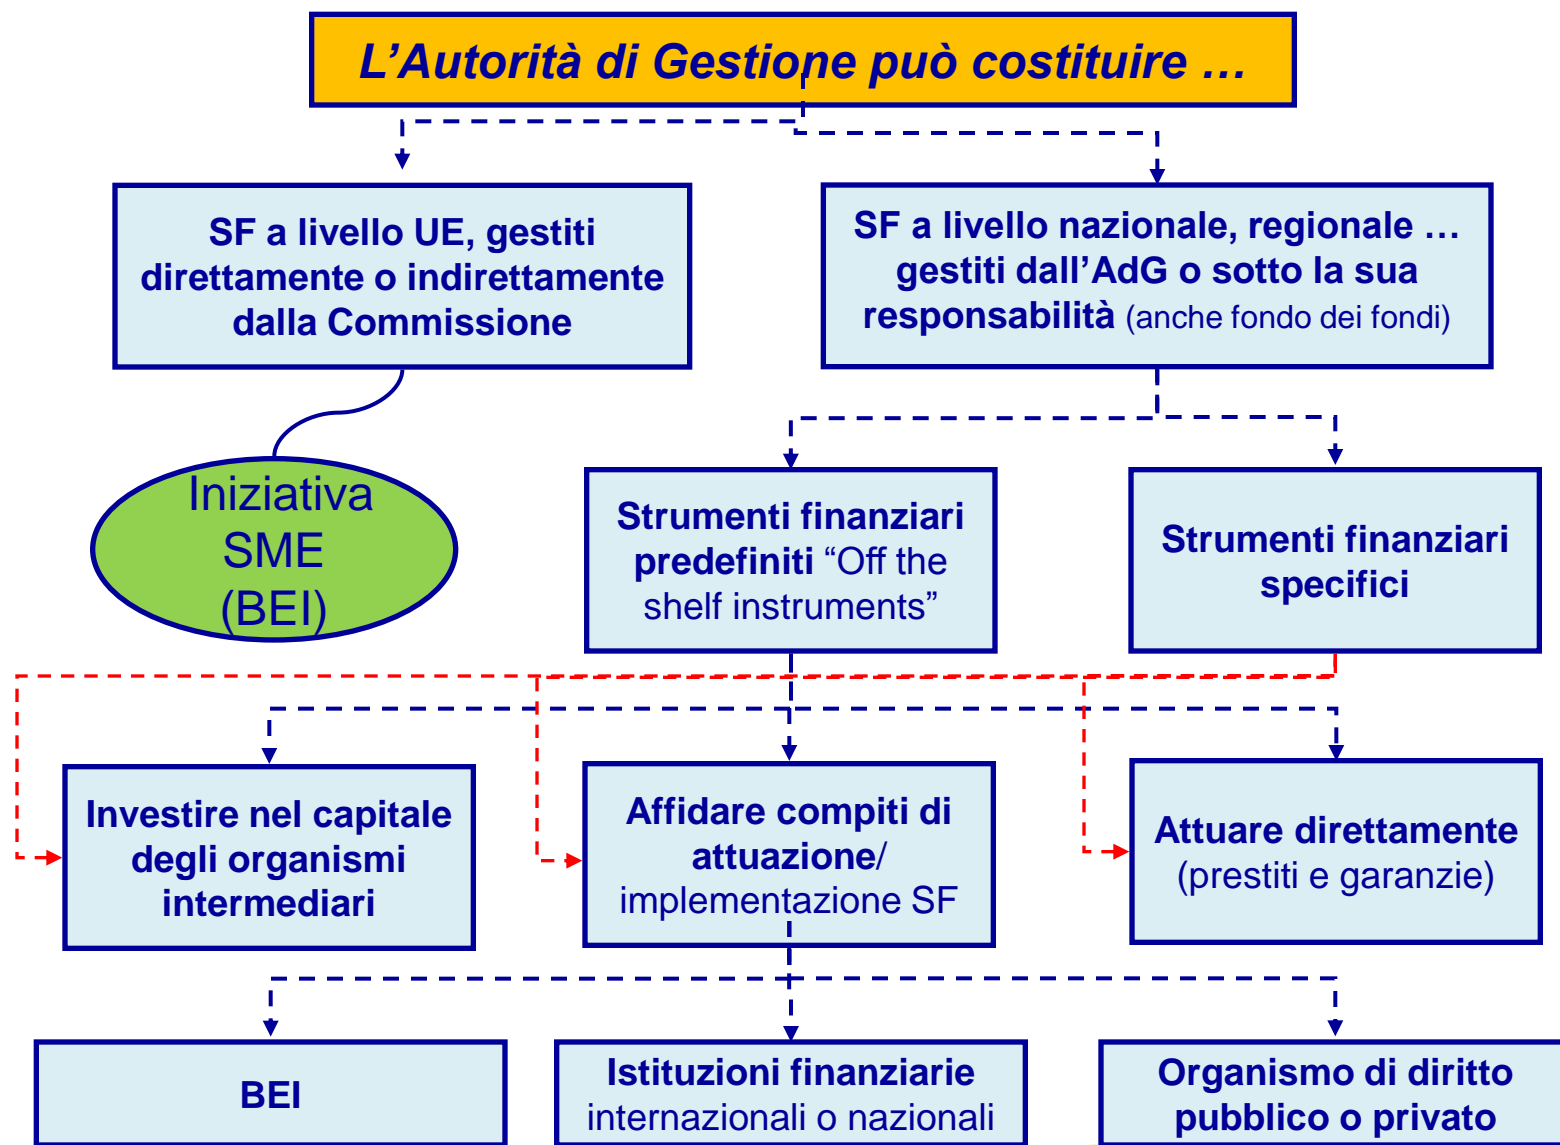 L’Autorità di Gestione può costituire …
SF a livello UE, gestiti
direttamente o indirettamente
dalla Commissione
SF a livello nazionale, regionale …
gestiti dall’AdG o sotto la sua
responsabilità (anche fondo dei fondi)
Iniziativa
SME
(BEI)
Strumenti finanziari
predefiniti “Off the
shelf instruments”
Strumenti finanziari
specifici
Investire nel capitale
degli organismi
intermediari
Affidare compiti di
attuazione/
implementazione SF
Attuare direttamente
(prestiti e garanzie)
BEI
Istituzioni finanziarie
internazionali o nazionali
Organismo di diritto
pubblico o privato